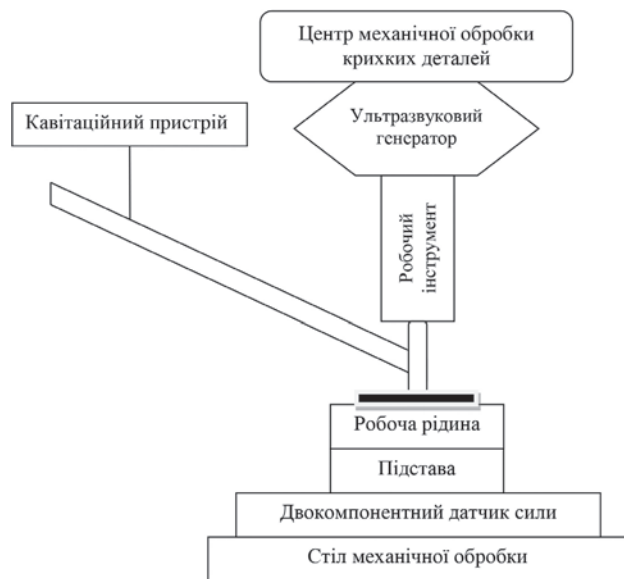 Центр механічної обробки
крихких деталей
Кавітаційний пристрій
Ультразвуковий
генератор
Робочий
інструмент
Робоча рідина
Підстава
Двокомпонентний датчик сили
Стіл механічної обробки